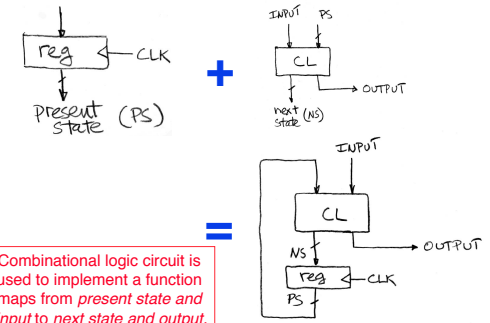 INPUT PS
reg CLK
+
CL
OUTPUT
present
state (PS)
next
state (NS)
INPUT
=
CL
OUTPUT
NS
reg CLK
PS
Combinational logic circuit is
used to implement a function
maps from present state and
input to next state and output.